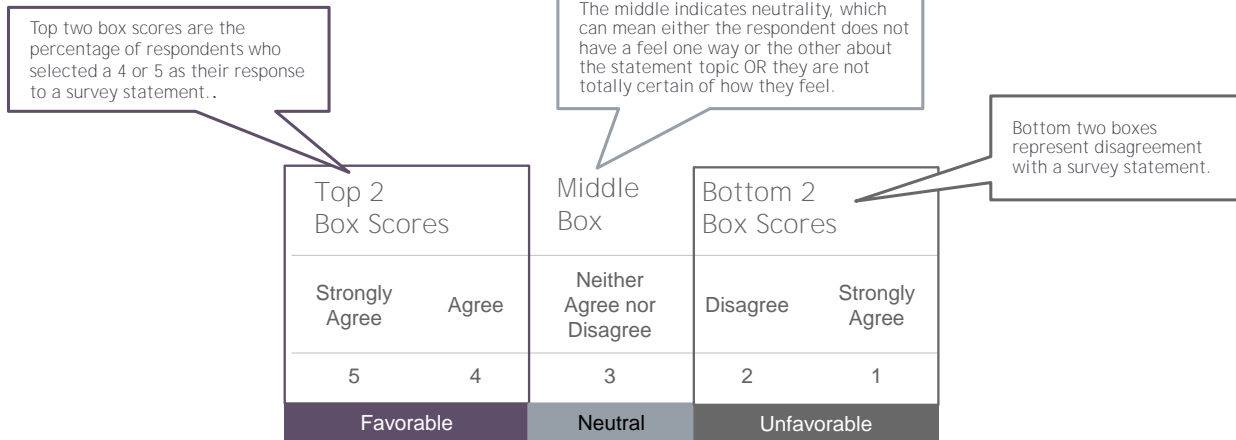 Top two box scores are the
percentage of respondents who
selected a 4 or 5 as their response
to a survey statement..
The middle indicates neutrality, which
can mean either the respondent does not
have a feel one way or the other about
the statement topic OR they are not
totally certain of how they feel.
Bottom two boxes
represent disagreement
with a survey statement.
Top 2
Box Scores
Middle
Box
Bottom 2
Box Scores
Strongly
Agree
Agree
Neither
Agree nor
Disagree
Disagree
Strongly
Agree
5 4 3 2 1
Favorable Neutral Unfavorable